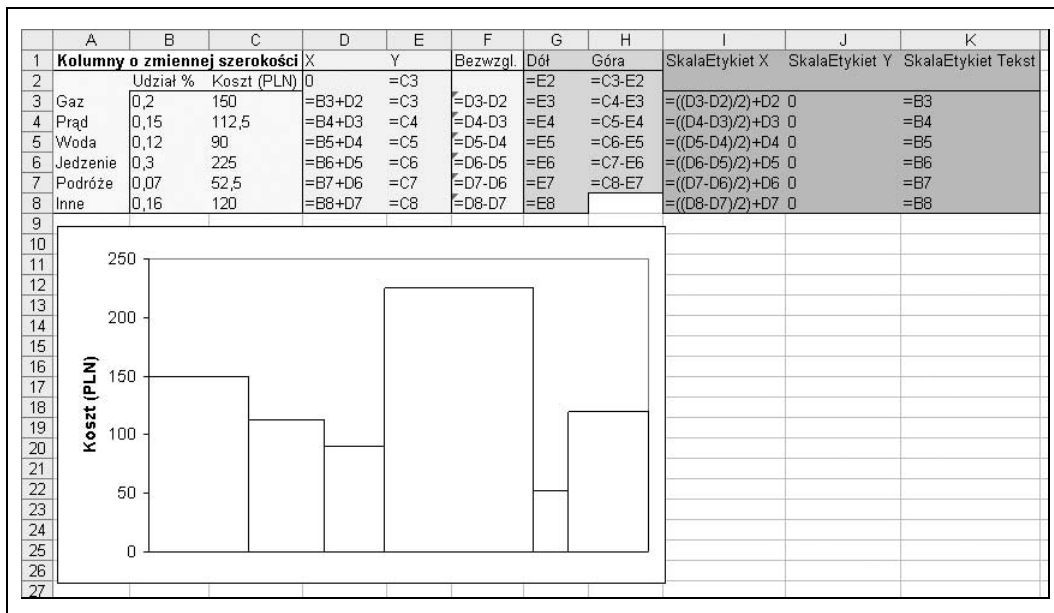 A B C D E F G H I J K
1 Kolumny o zmiennej szerokości X Y Bezwzgl. Dół Góra SkalaEtykiet X SkalaEtykiet Y SkalaEtykiet Tekst
2 Udział % Koszt (PLN) 0 =C3 =E2 =C3-E2
3 Gaz 0,2 150 =B3+D2 =C3 =D3-D2 =E3 =C4-E3 =((D3-D2)/2)+D2 0 =B3
4 Prąd 0,15 112,5 =B4+D3 =C4 =D4-D3 =E4 =C5-E4 =((D4-D3)/2)+D3 0 =B4
5 Woda 0,12 90 =B5+D4 =C5 =D5-D4 =E5 =C6-E5 =((D5-D4)/2)+D4 0 =B5
6 Jedzenie 0,3 225 =B6+D5 =C6 =D6-D5 =E6 =C7-E6 =((D6-D5)/2)+D5 0 =B6
7 Podróże 0,07 52,5 =B7+D6 =C7 =D7-D6 =E7 =C8-E7 =((D7-D6)/2)+D6 0 =B7
8 Inne 0,16 120 =B8+D7 =C8 =D8-D7 =E8 =((D8-D7)/2)+D7 0 =B8
9
10
11
12
13
14
15
16
17
18
19
20
21
22
23
24
25
26
27
Koszt (PLN)
250
200
150
100
50
0